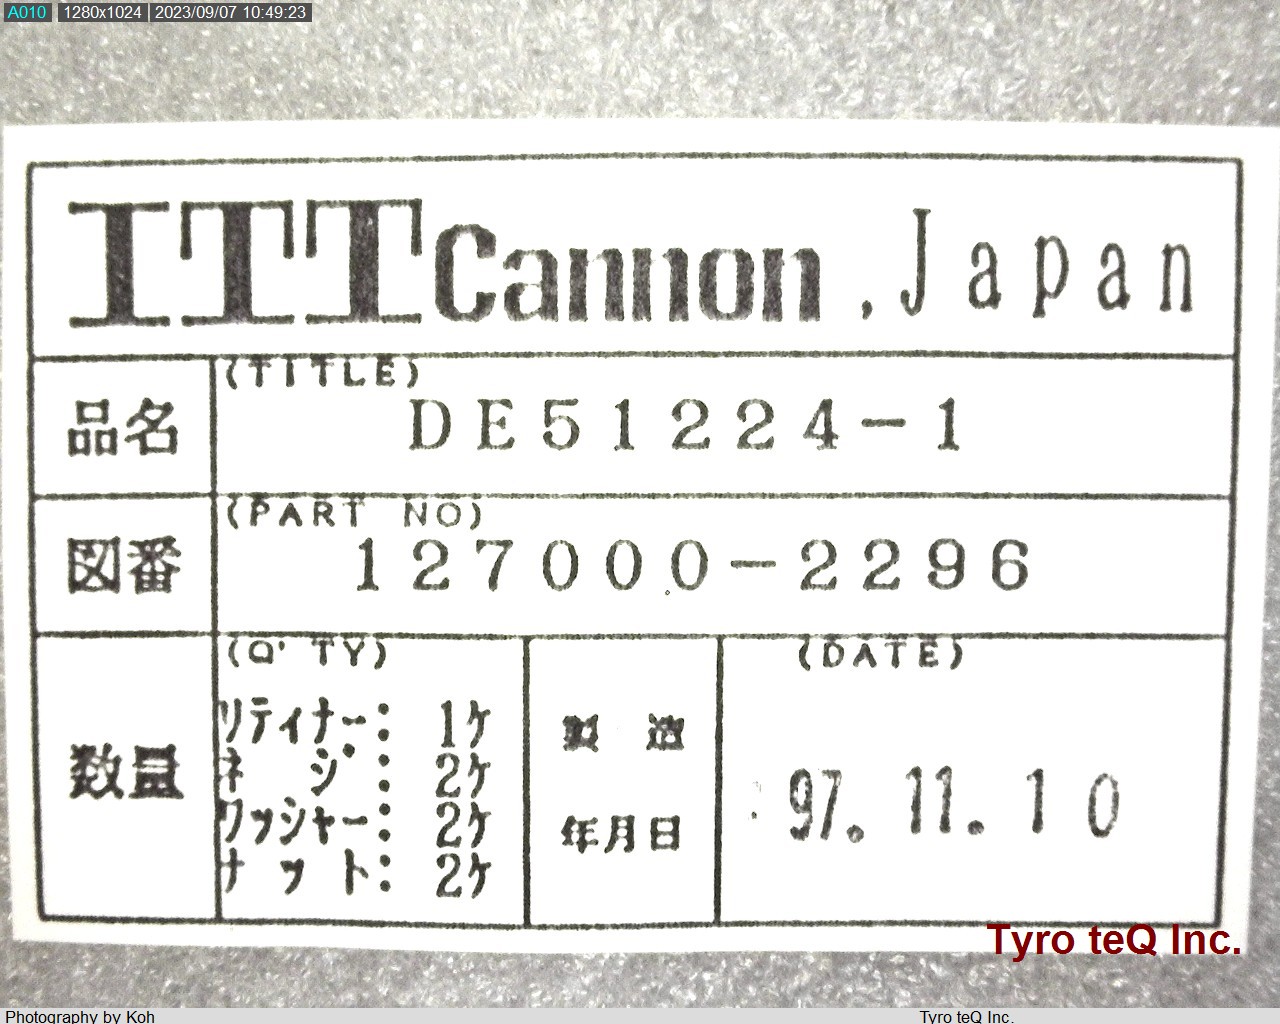 A010 1280x1024 2023/09/07 10:49:23
ITT Cannon, Japan
品名 (TITLE)
DE51224-1
図番 (PART NO)
127000-2296
数量 (Q'TY)
リティナー: 1ケ
ネジ: 2ケ
ワッシャー: 2ケ
ナット: 2ケ
製造
年月日
(DATE)
97.11.10
Tyro teQ Inc.
Photography by Koh
Tyro teQ Inc.